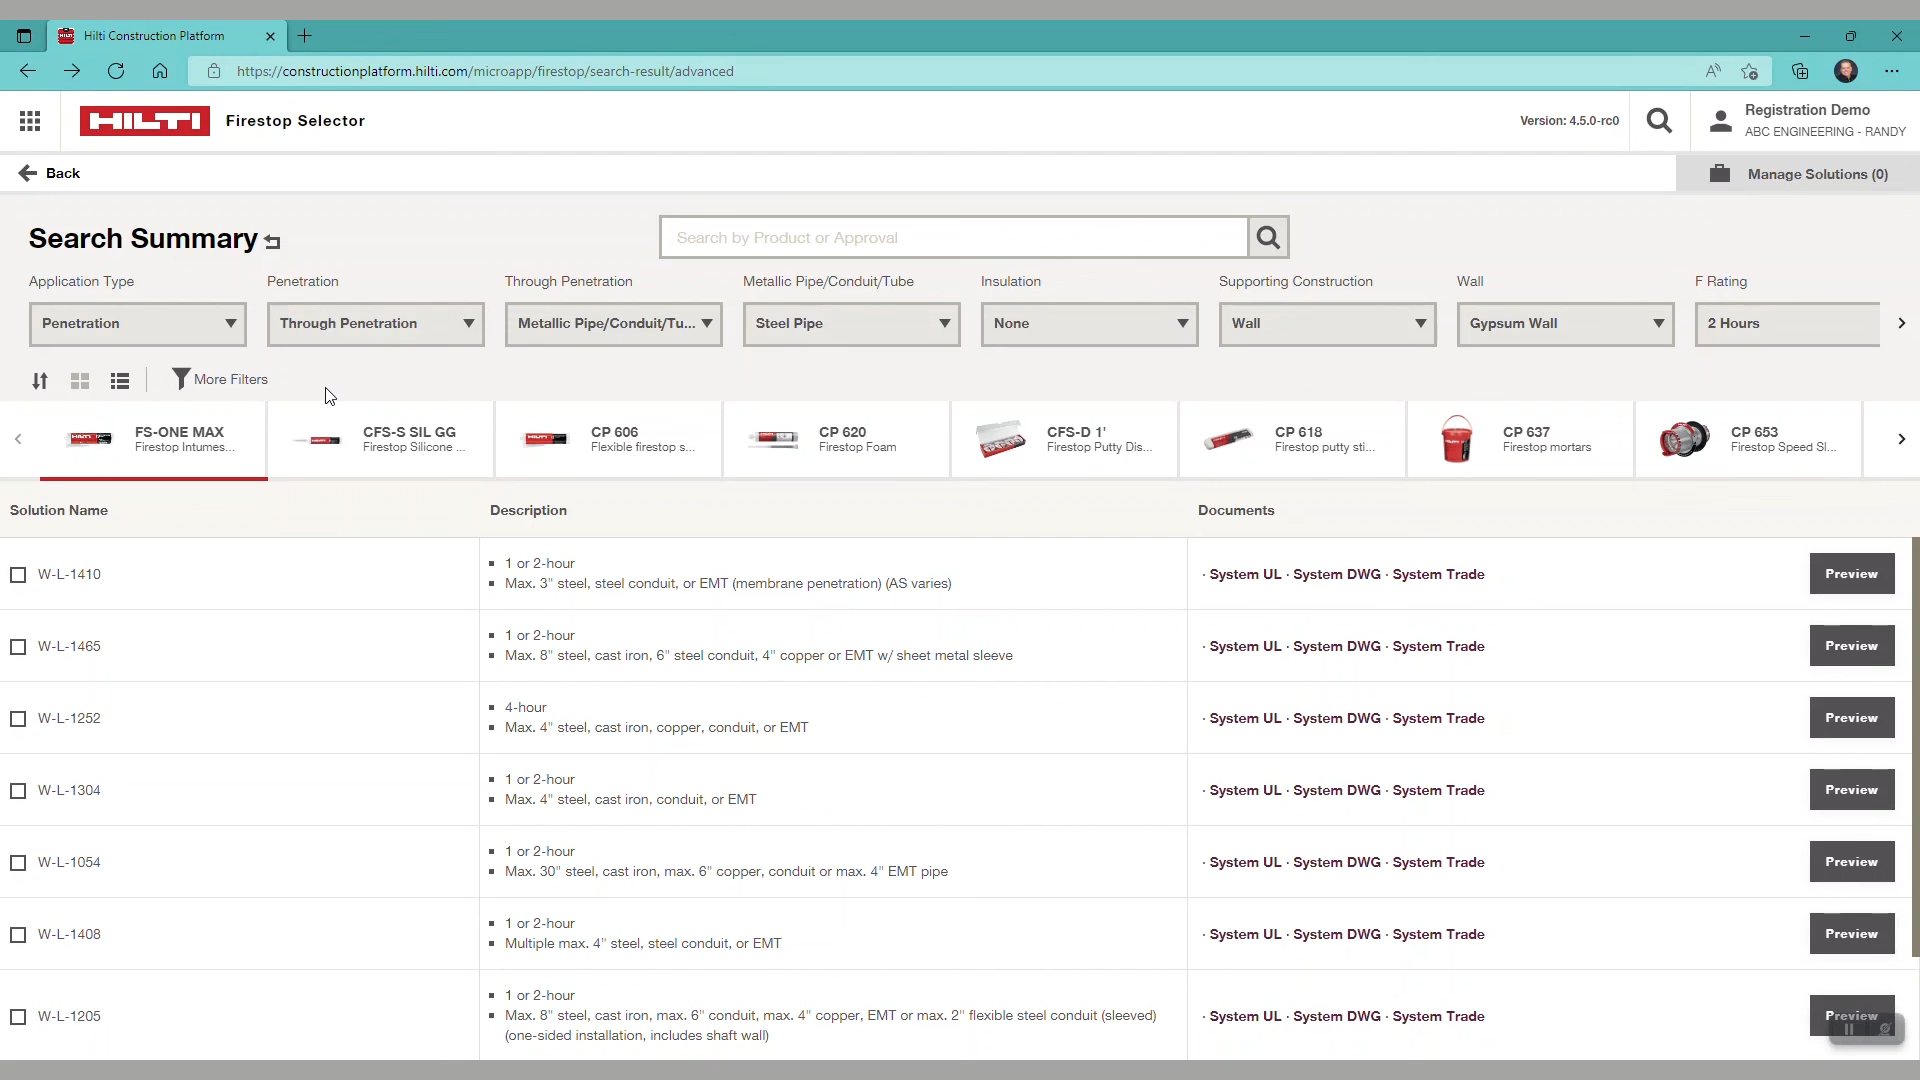 Hilti Construction Platform
https://constructionplatform.hilti.com/microapp/firestop/search-result/advanced
HILTI Firestop Selector
Version: 4.5.0-rc0
Registration Demo
ABC ENGINEERING - RANDY
Back
Manage Solutions (0)
Search Summary
Search by Product or Approval
Application Type Penetration Through Penetration Metallic Pipe/Conduit/Tube Insulation Supporting Construction Wall F Rating
Penetration Through Penetration Metallic Pipe/Conduit/Tu... Steel Pipe None Wall Gypsum Wall 2 Hours
More Filters
FS-ONE MAX CFS-S SIL GG CP 606 CP 620 CFS-D 1' CP 618 CP 637 CP 653
Firestop Intumes... Firestop Silicone ... Flexible firestop s... Firestop Foam Firestop Putty Dis... Firestop putty sti... Firestop mortars Firestop Speed Sl...
Solution Name Description Documents
1 or 2-hour
W-L-1410 · System UL · System DWG · System Trade Preview
Max. 3" steel, steel conduit, or EMT (membrane penetration) (AS varies)
1 or 2-hour
W-L-1465 · System UL · System DWG · System Trade Preview
Max. 8" steel, cast iron, 6" steel conduit, 4" copper or EMT w/ sheet metal sleeve
4-hour
W-L-1252 · System UL · System DWG · System Trade Preview
Max. 4" steel, cast iron, copper, conduit, or EMT
1 or 2-hour
W-L-1304 · System UL · System DWG · System Trade Preview
Max. 4" steel, cast iron, conduit, or EMT
1 or 2-hour
W-L-1054 · System UL · System DWG · System Trade Preview
Max. 30" steel, cast iron, max. 6" copper, conduit or max. 4" EMT pipe
1 or 2-hour
W-L-1408 · System UL · System DWG · System Trade Preview
Multiple max. 4" steel, steel conduit, or EMT
1 or 2-hour
W-L-1205 · System UL · System DWG · System Trade Preview
Max. 8" steel, cast iron, max. 6" conduit, max. 4" copper, EMT or max. 2" flexible steel conduit (sleeved)
(one-sided installation, includes shaft wall)